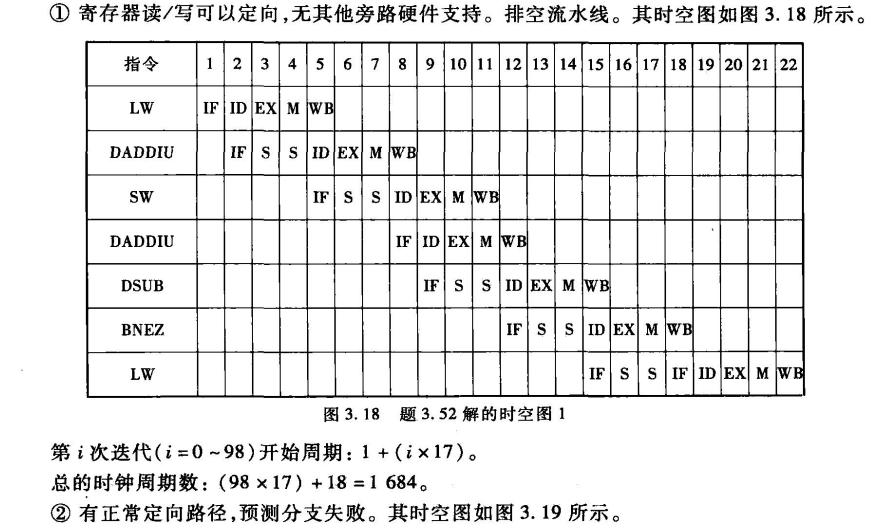 ① 寄存器读/写可以定向,无其他旁路硬件支持。排空流水线。其时空图如图 3.18 所示。
指令 1 2 3 4 5 6 7 8 9 10 11 12 13 14 15 16 17 18 19 20 21 22
LW IF ID EX M WB
DADDIU IF S S ID EX M WB
SW IF S S ID EX M WB
DADDIU IF ID EX M WB
DSUB IF S S ID EX M WB
BNEZ IF S S ID EX M WB
LW IF S S IF ID EX M WB
图 3.18 题 3.52 解的时空图 1
第 i 次迭代(i=0~98)开始周期:1+(i×17)。
总的时钟周期数:(98×17)+18=1 684。
② 有正常定向路径,预测分支失败。其时空图如图 3.19 所示。